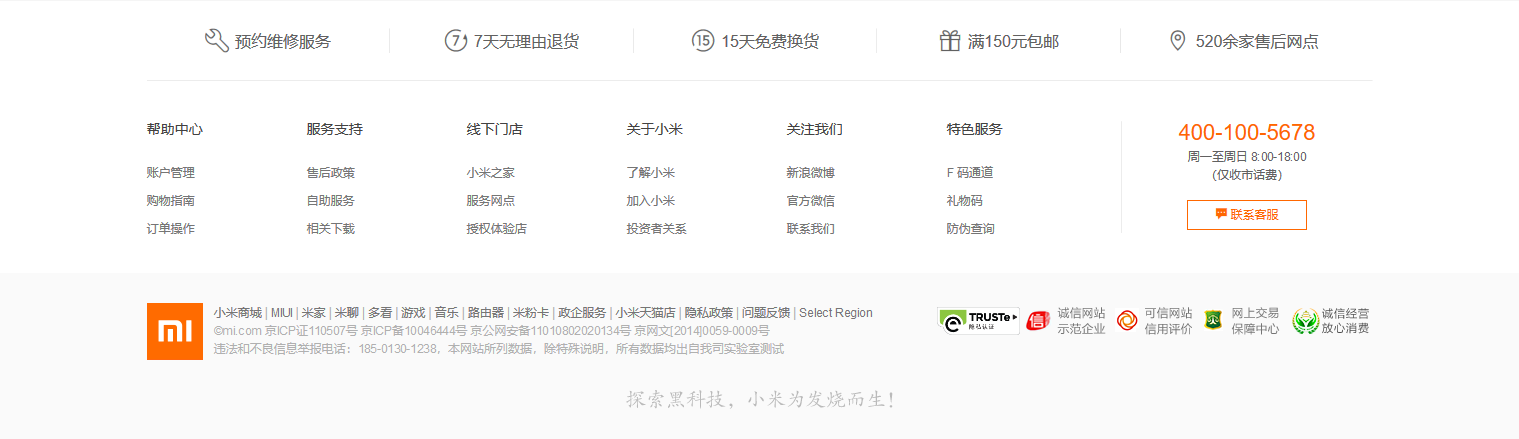 预约维修服务
7 7天无理由退货
15 15天免费换货
满150元包邮
520余家售后网点
帮助中心
账户管理
购物指南
订单操作
服务支持
售后政策
自助服务
相关下载
线下门店
小米之家
服务网点
授权体验店
关于小米
了解小米
加入小米
投资者关系
关注我们
新浪微博
官方微信
联系我们
特色服务
F 码通道
礼物码
防伪查询
400-100-5678
周一至周日 8:00-18:00
（仅收市话费）
联系客服
mi
小米商城 | MIUI | 米家 | 米聊 | 多看 | 游戏 | 音乐 | 路由器 | 米粉卡 | 政企服务 | 小米天猫店 | 隐私政策 | 问题反馈 | Select Region
©mi.com 京ICP证110507号 京ICP备10046444号 京公网安备11010802020134号 京网文[2014]0059-0009号
违法和不良信息举报电话：185-0130-1238，本网站所列数据，除特殊说明，所有数据均出自我司实验室测试
TRUSTe
隐私认证
信
诚信网站
示范企业
可信网站
信用评价
网上交易
保障中心
诚信经营
放心消费
探索黑科技，小米为发烧而生！